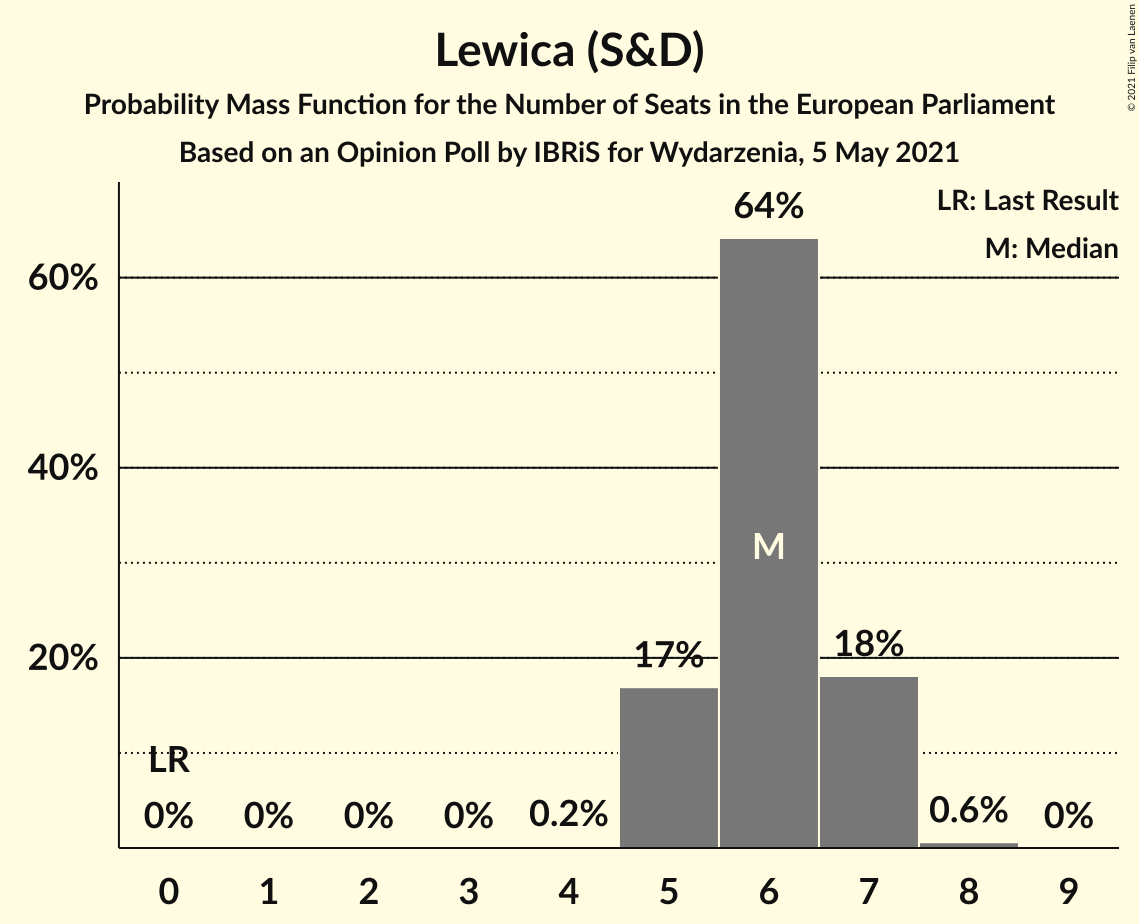 Lewica (S&D)
Probability Mass Function for the Number of Seats in the European Parliament
Based on an Opinion Poll by IBRiS for Wydarzenia, 5 May 2021
© 2021 Filip van Laenen
LR: Last Result
M: Median
64%
60%
40%
M
20%
17%
18%
LR
0%
0%
0%
0%
0.2%
0.6%
0%
0
1
2
3
4
5
6
7
8
9